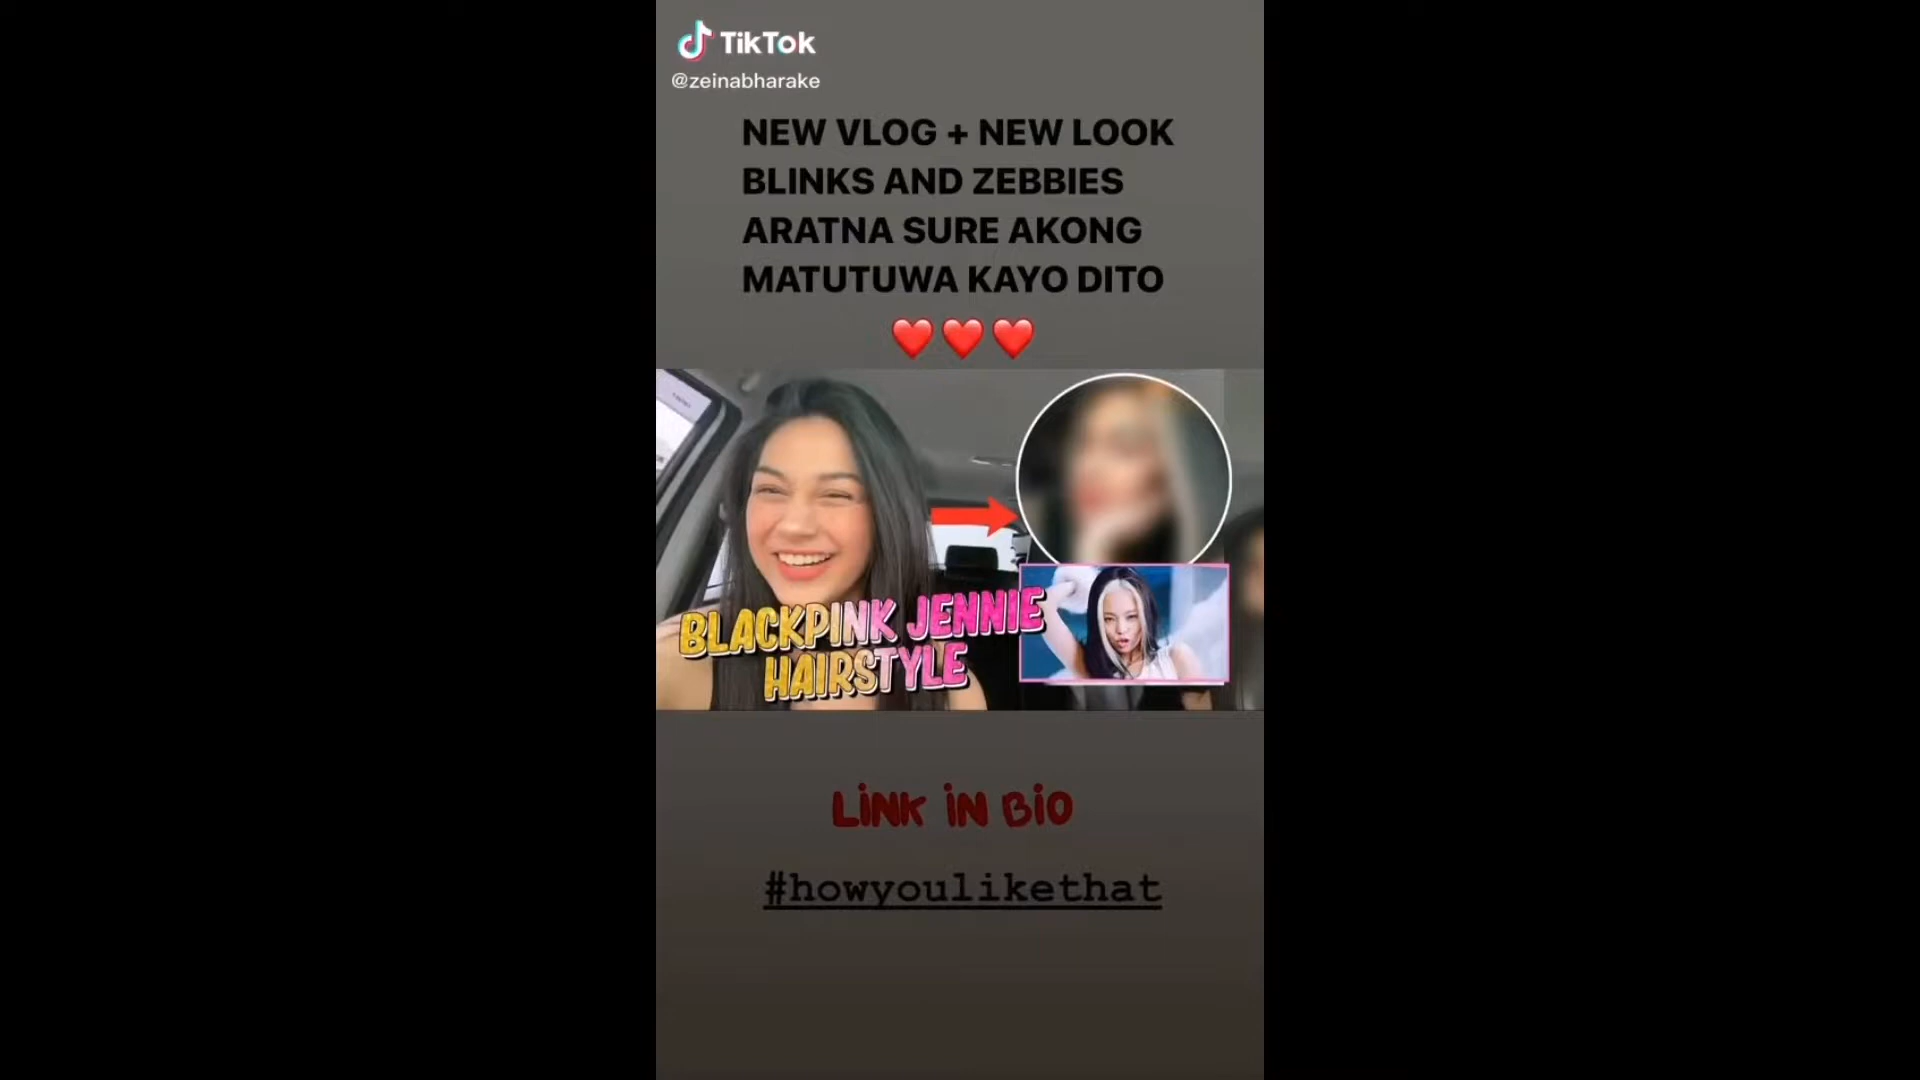 TikTok
@zeinabharake
NEW VLOG + NEW LOOK
BLINKS AND ZEBBIES
ARATNA SURE AKONG
MATUTUWA KAYO DITO
BLACKPINK JENNIE
HAIRSTYLE
LiNK iN BiO
#howyoulikethat